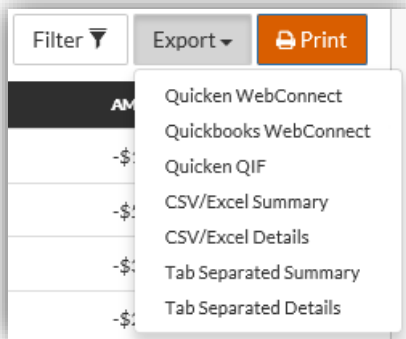 Filter Export Print
AM
Quicken WebConnect
Quickbooks WebConnect
-$
Quicken QIF
CSV/Excel Summary
-$
CSV/Excel Details
-$
Tab Separated Summary
Tab Separated Details
-$